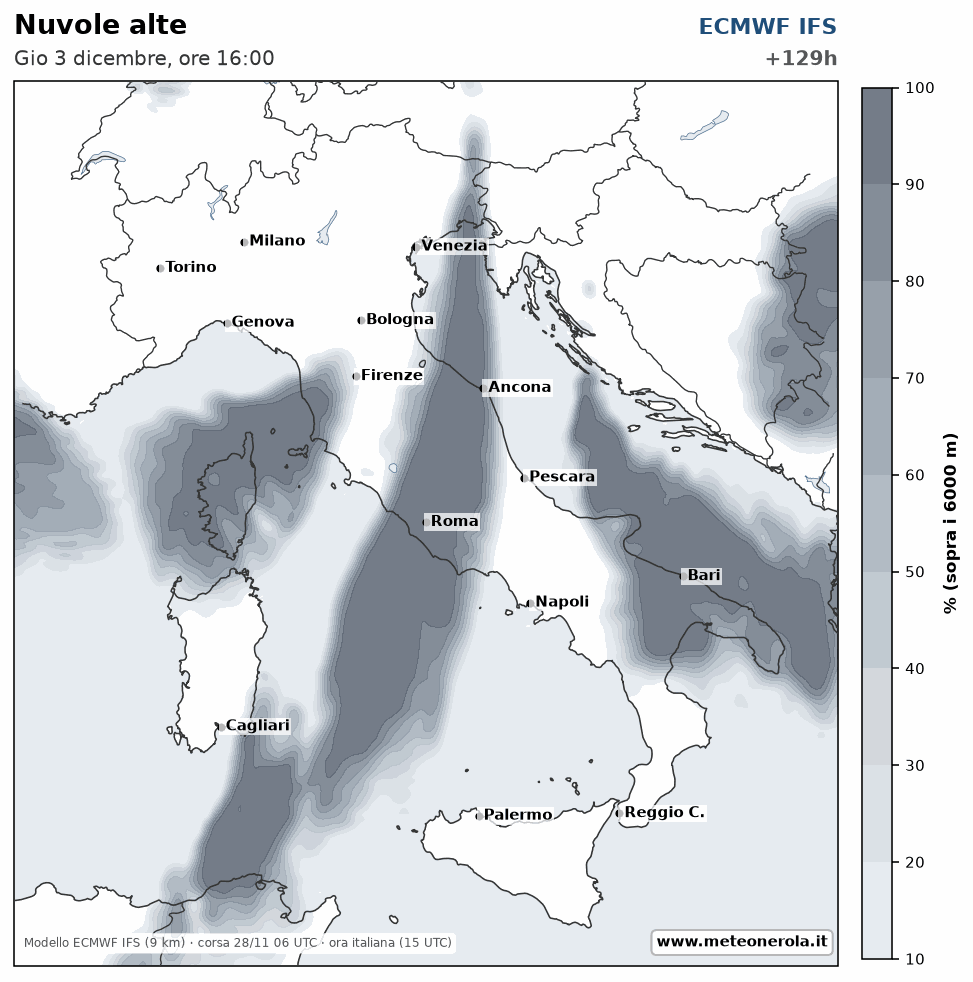 Nuvole alte
ECMWF IFS
Gio 3 dicembre, ore 16:00
+129h
Milano
Venezia
Torino
Genova
Bologna
Firenze
Ancona
Pescara
Roma
Bari
Napoli
Cagliari
Palermo
Reggio C.
100
90
80
70
60
50
40
30
20
10
% (sopra i 6000 m)
Modello ECMWF IFS (9 km) · corsa 28/11 06 UTC · ora italiana (15 UTC)
www.meteonerola.it